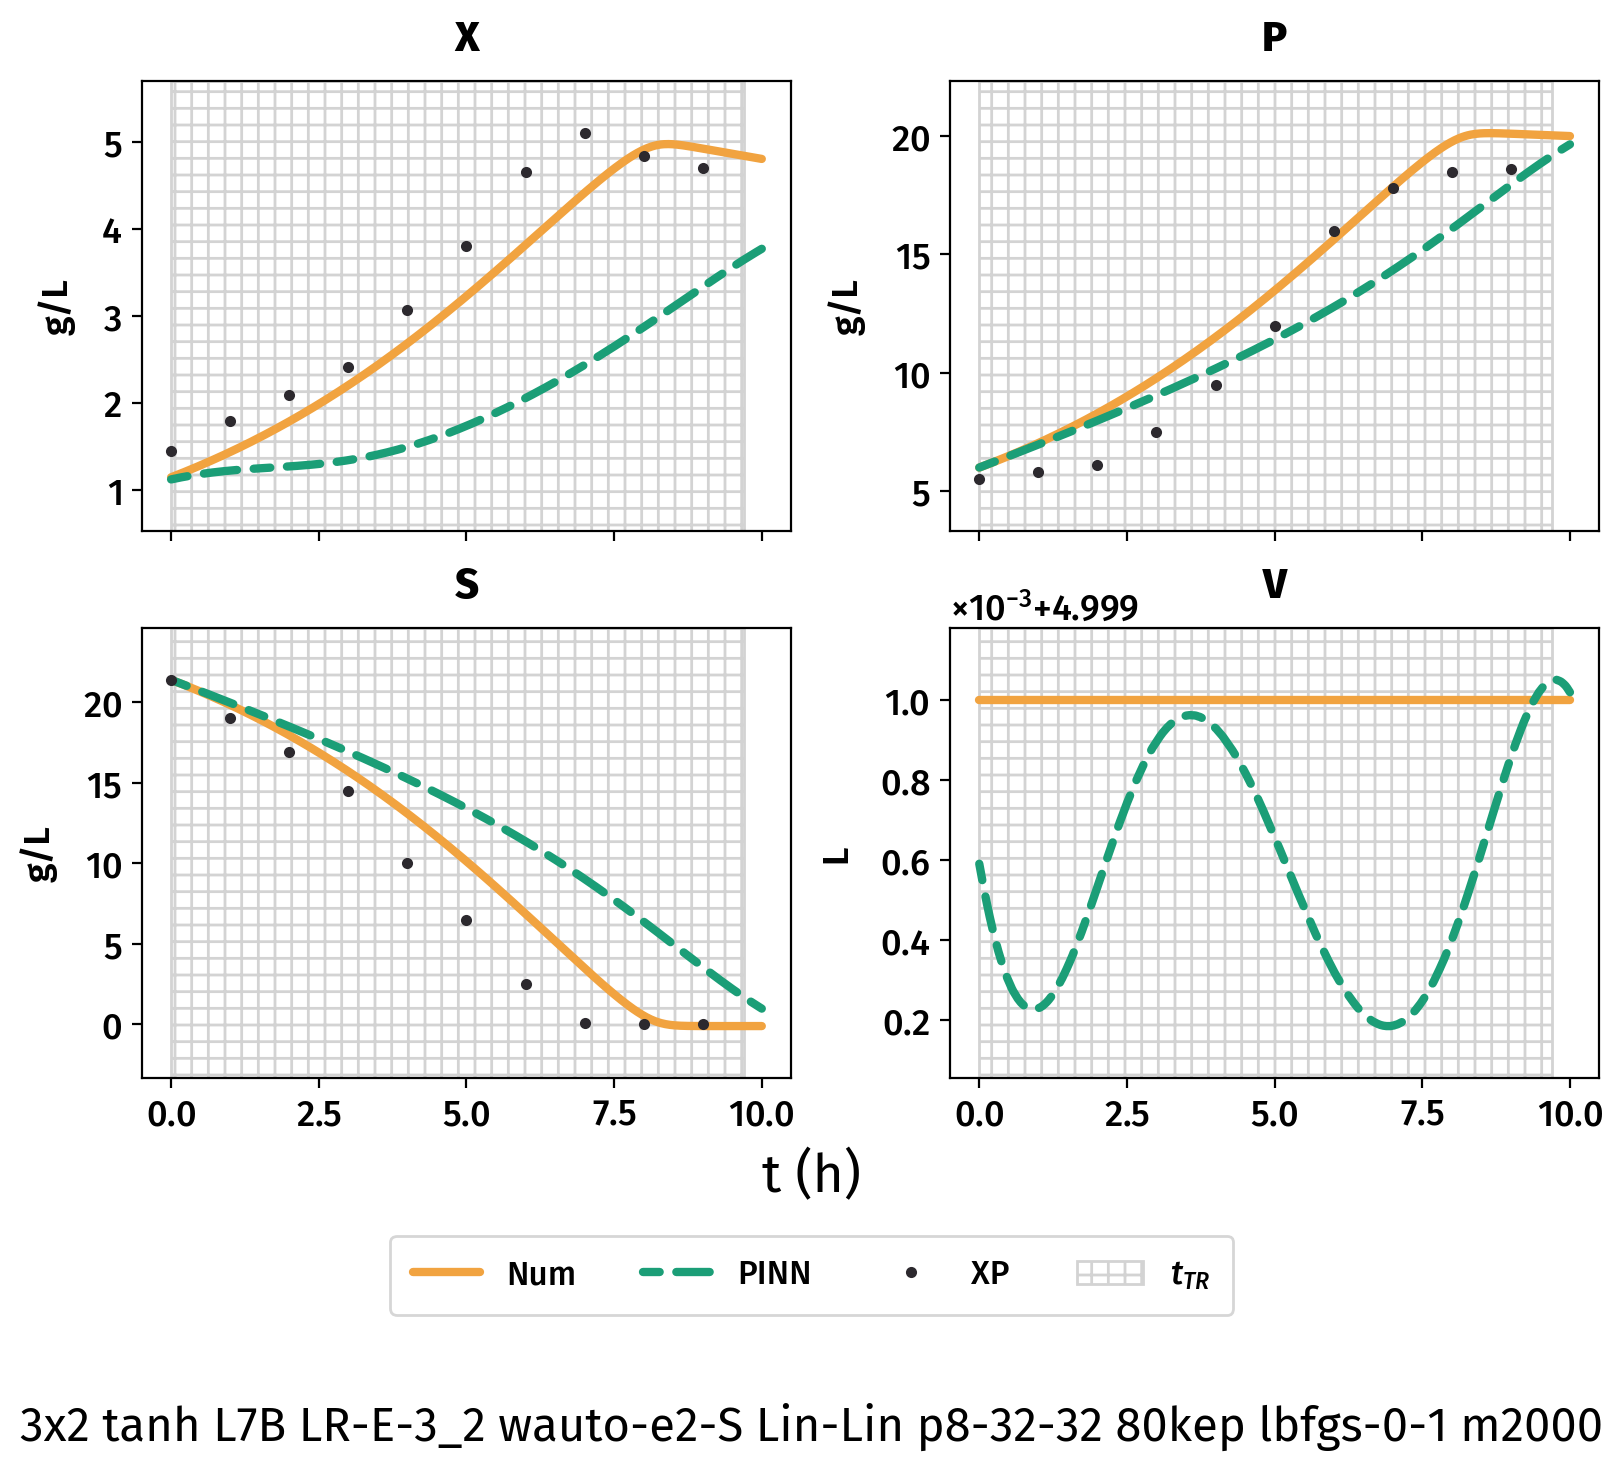 X
P
5
4
3
2
1
g/L
20
15
10
5
g/L
S
V
×10⁻³+4.999
20
15
10
5
0
g/L
1.0
0.8
0.6
0.4
0.2
L
0.0 2.5 5.0 7.5 10.0
0.0 2.5 5.0 7.5 10.0
t (h)
Num PINN XP t_TR
3x2 tanh L7B LR-E-3_2 wauto-e2-S Lin-Lin p8-32-32 80kep lbfgs-0-1 m2000